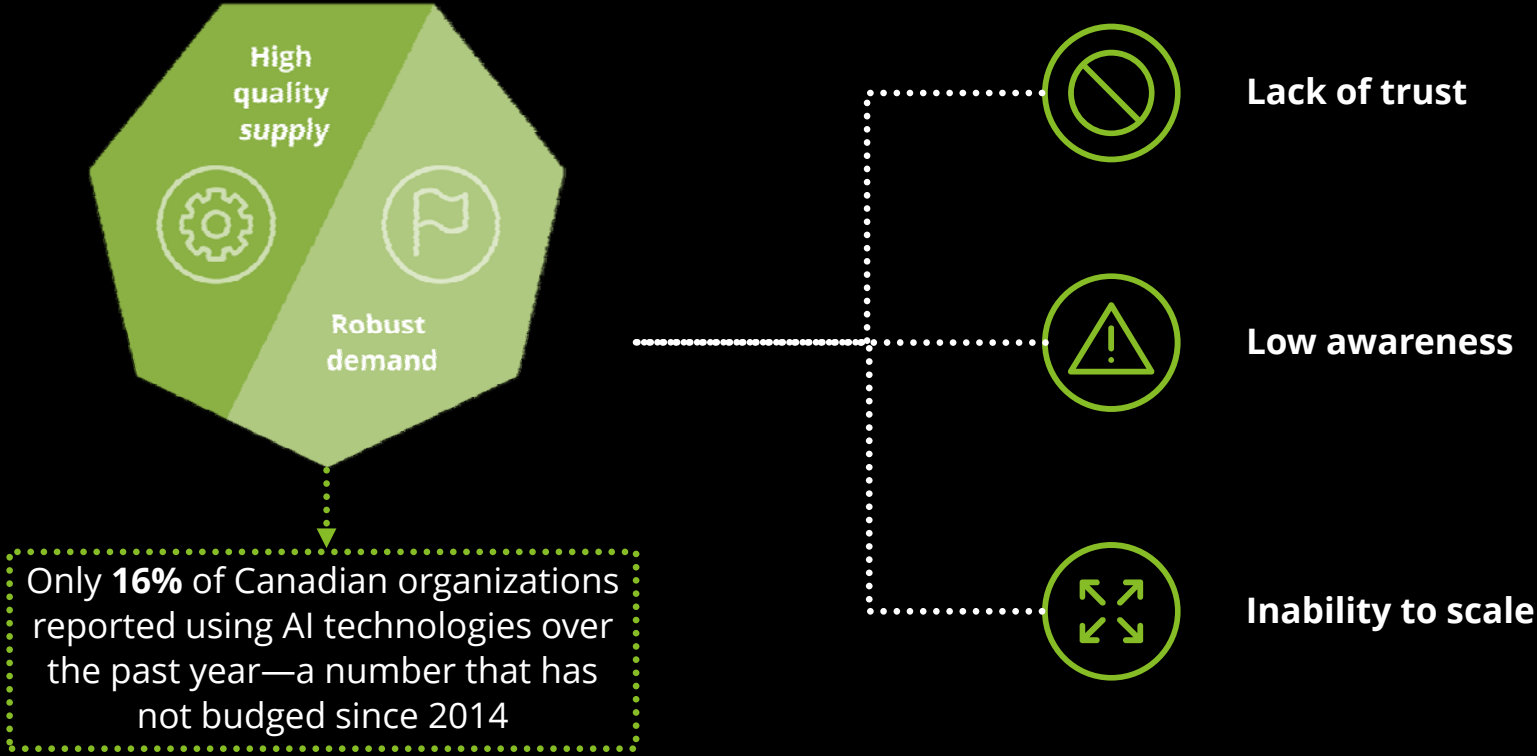 High
quality
supply
Robust
demand
Only 16% of Canadian organizations
reported using AI technologies over
the past year—a number that has
not budged since 2014
Lack of trust
Low awareness
Inability to scale